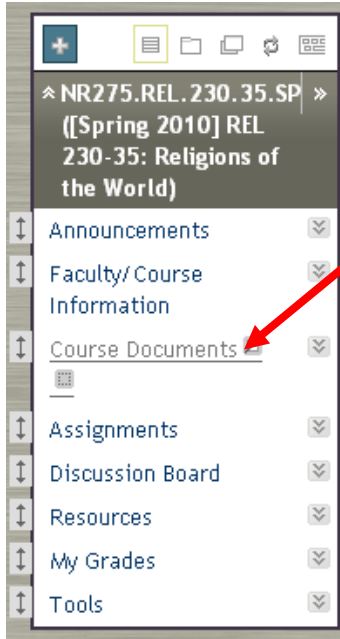 NR275.REL.230.35.SP
([Spring 2010] REL
230-35: Religions of
the World)
Announcements
Faculty/Course
Information
Course Documents
Assignments
Discussion Board
Resources
My Grades
Tools